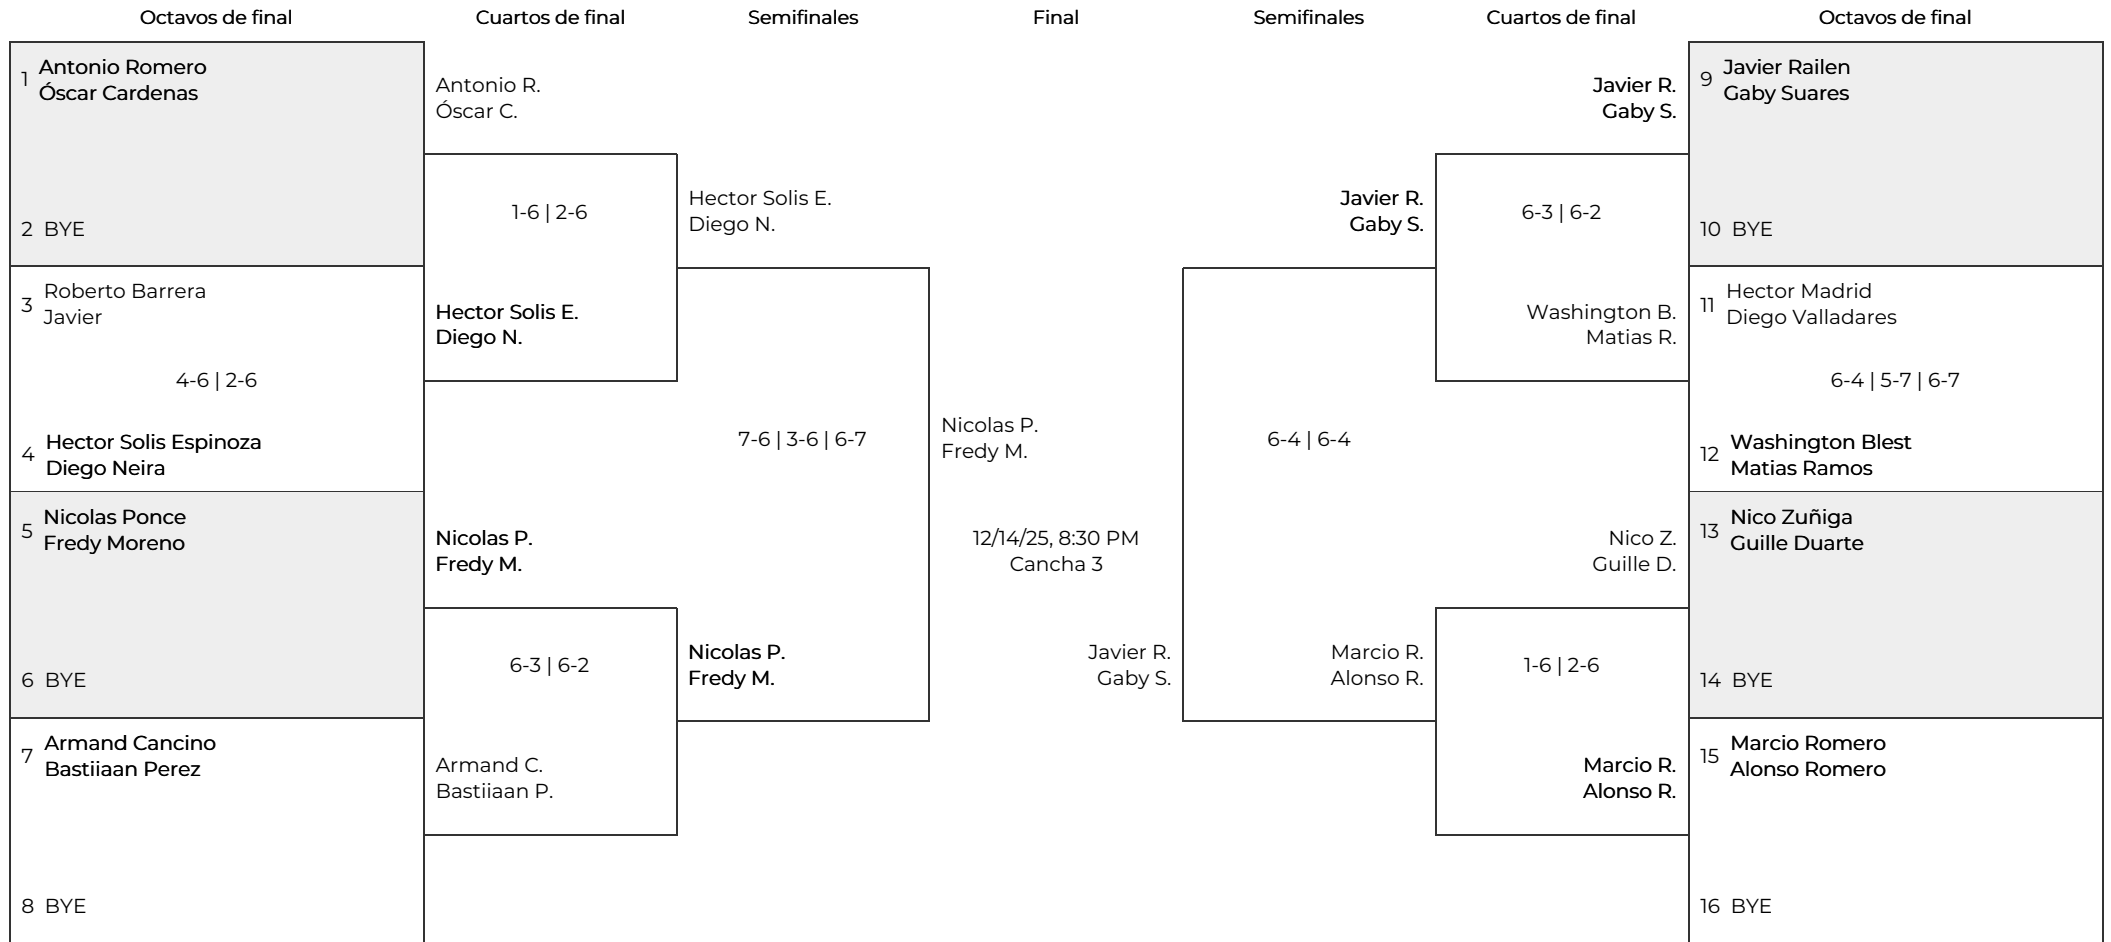 Octavos de final
Cuartos de final
Semifinales
Final
Semifinales
Cuartos de final
Octavos de final
1
Antonio Romero
Óscar Cardenas
2 BYE
3
Roberto Barrera
Javier
4-6 | 2-6
4
Hector Solis Espinoza
Diego Neira
5
Nicolas Ponce
Fredy Moreno
6 BYE
7
Armand Cancino
Bastiiaan Perez
8 BYE
Antonio R.
Óscar C.
1-6 | 2-6
Hector Solis E.
Diego N.
Nicolas P.
Fredy M.
6-3 | 6-2
Armand C.
Bastiiaan P.
Hector Solis E.
Diego N.
7-6 | 3-6 | 6-7
Nicolas P.
Fredy M.
Nicolas P.
Fredy M.
12/14/25, 8:30 PM
Cancha 3
Javier R.
Gaby S.
Javier R.
Gaby S.
6-4 | 6-4
Marcio R.
Alonso R.
Javier R.
Gaby S.
6-3 | 6-2
Washington B.
Matias R.
Nico Z.
Guille D.
1-6 | 2-6
Marcio R.
Alonso R.
9
Javier Railen
Gaby Suares
10 BYE
11
Hector Madrid
Diego Valladares
6-4 | 5-7 | 6-7
12
Washington Blest
Matias Ramos
13
Nico Zuñiga
Guille Duarte
14 BYE
15
Marcio Romero
Alonso Romero
16 BYE